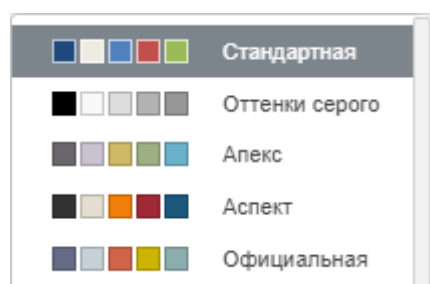 Стандартная
Оттенки серого
Апекс
Аспект
Официальная